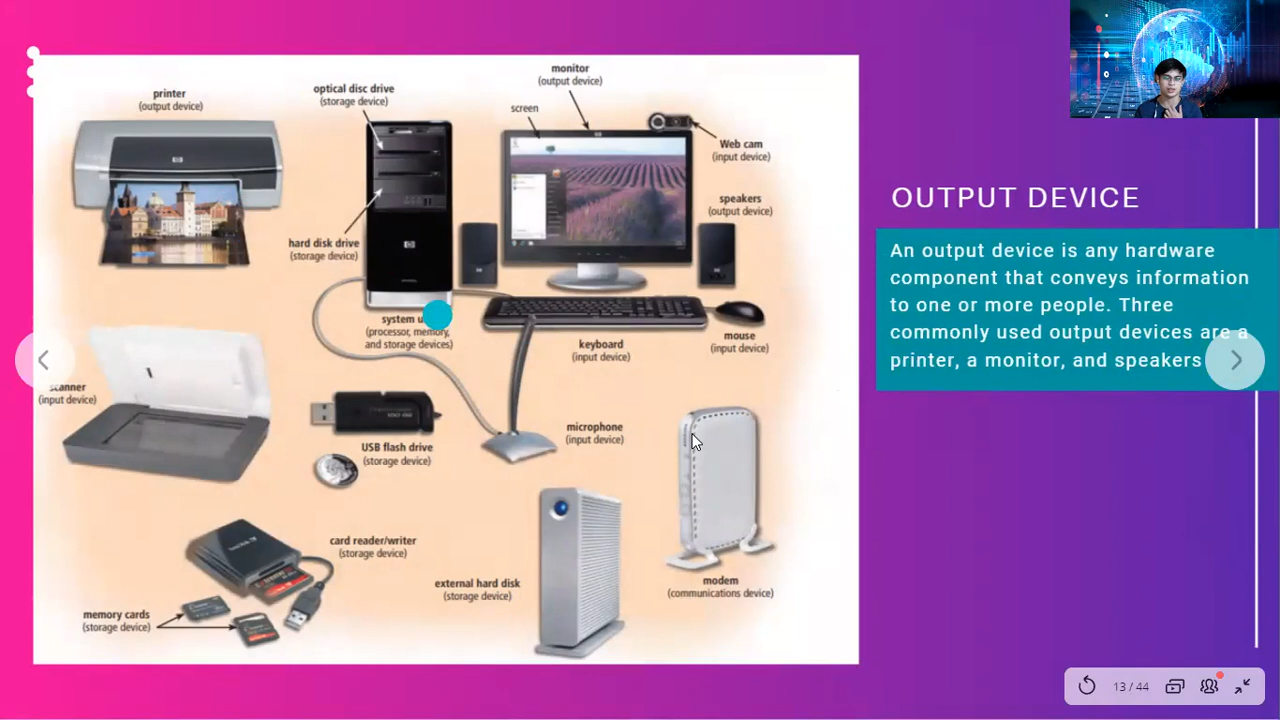 printer
(output device)
optical disc drive
(storage device)
monitor
(output device)
screen
Web cam
(input device)
speakers
(output device)
hard disk drive
(storage device)
system
(processor, memory,
and storage devices)
keyboard
(input device)
mouse
(input device)
scanner
(input device)
USB flash drive
(storage device)
microphone
(input device)
card reader/writer
(storage device)
memory cards
(storage device)
external hard disk
(storage device)
modem
(communications device)
OUTPUT DEVICE
An output device is any hardware
component that conveys information
to one or more people. Three
commonly used output devices are a
printer, a monitor, and speakers
13 / 44